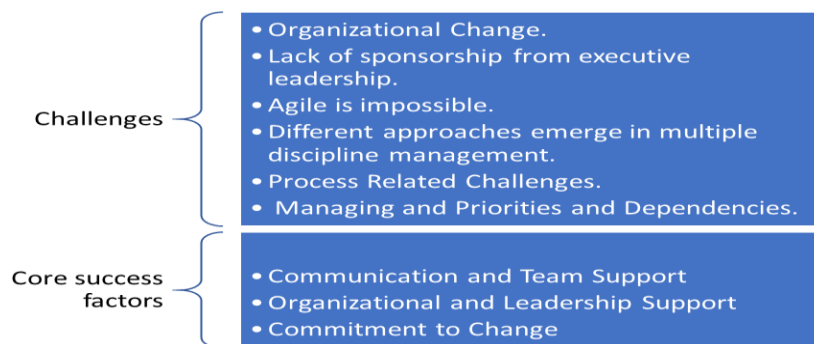 Challenges
• Organizational Change.
• Lack of sponsorship from executive
leadership.
• Agile is impossible.
• Different approaches emerge in multiple
discipline management.
• Process Related Challenges.
• Managing and Priorities and Dependencies.
Core success
factors
• Communication and Team Support
• Organizational and Leadership Support
• Commitment to Change